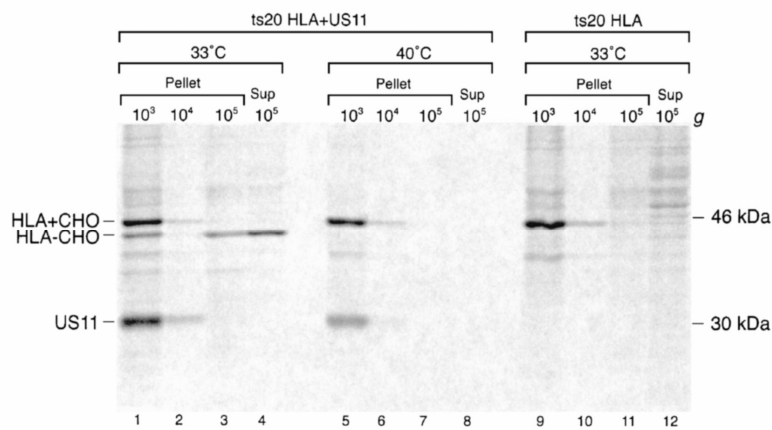 ts20 HLA+US11 ts20 HLA
33˚C 40˚C 33˚C
Pellet Sup Pellet Sup Pellet Sup
10³ 10⁴ 10⁵ 10⁵ 10³ 10⁴ 10⁵ 10⁵ 10³ 10⁴ 10⁵ 10⁵ g
HLA+CHO – – 46 kDa
HLA-CHO –
US11 – – 30 kDa
1 2 3 4 5 6 7 8 9 10 11 12